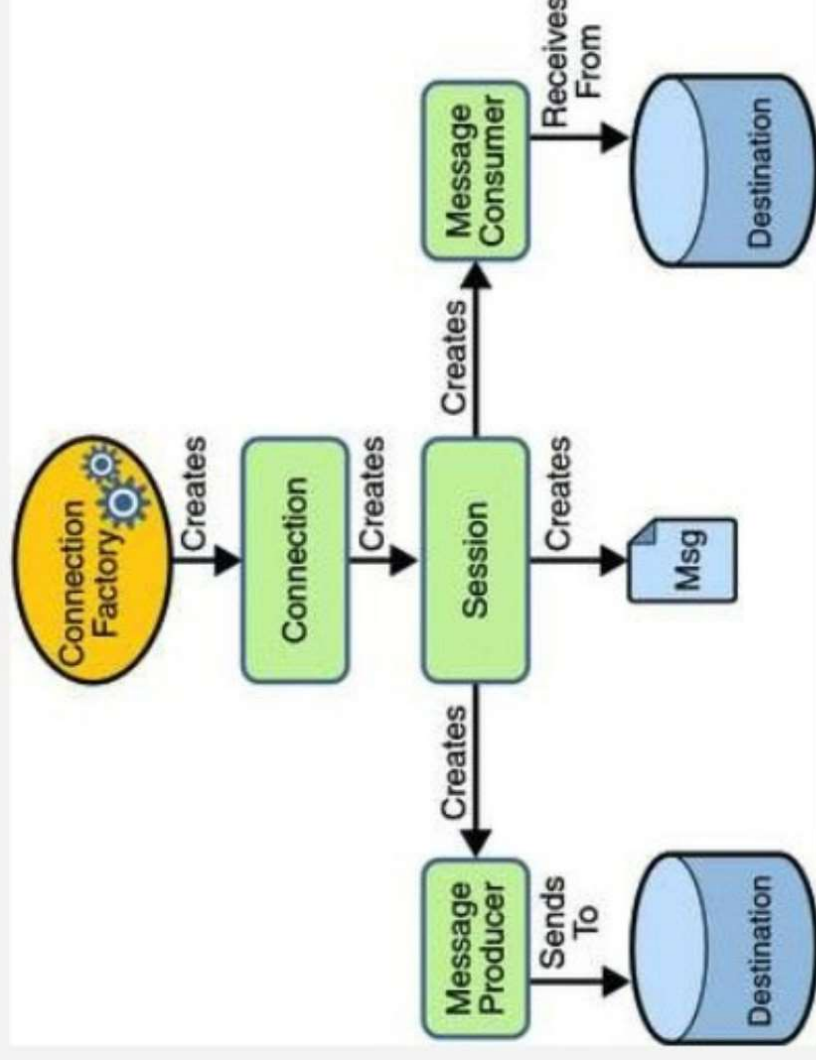 Connection
Factory
Creates
Connection
Creates
Message
Producer
Creates
Session
Creates
Message
Consumer
Sends
To
Creates
Receives
From
Destination
Msg
Destination